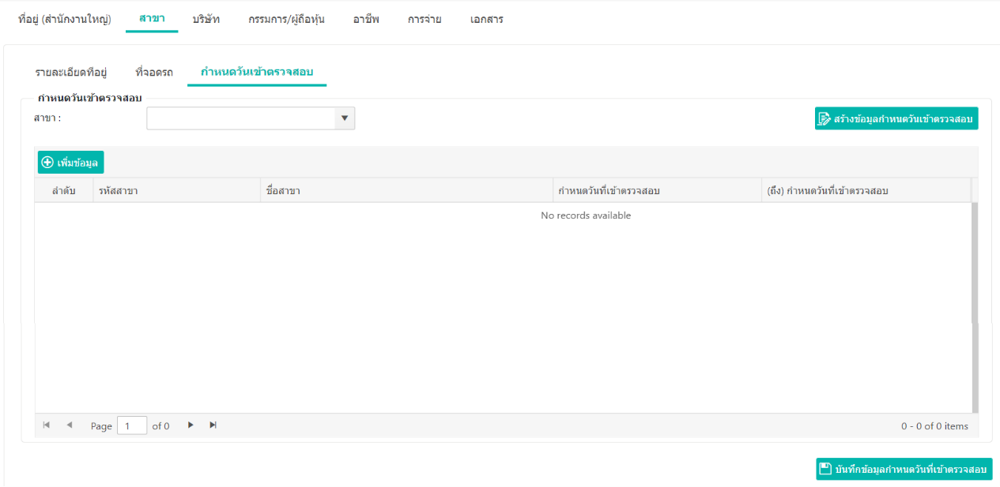 ที่อยู่ (สำนักงานใหญ่) สาขา บริษัท กรรมการ/ผู้ถือหุ้น อาชีพ การจ่าย เอกสาร
รายละเอียดที่อยู่ ที่จอดรถ กำหนดวันเข้าตรวจสอบ
กำหนดวันเข้าตรวจสอบ
สาขา : สร้างข้อมูลกำหนดวันเข้าตรวจสอบ
เพิ่มข้อมูล
ลำดับ รหัสสาขา ชื่อสาขา กำหนดวันที่เข้าตรวจสอบ (ถึง) กำหนดวันที่เข้าตรวจสอบ
No records available
Page 1 of 0 0 - 0 of 0 items
บันทึกข้อมูลกำหนดวันที่เข้าตรวจสอบ